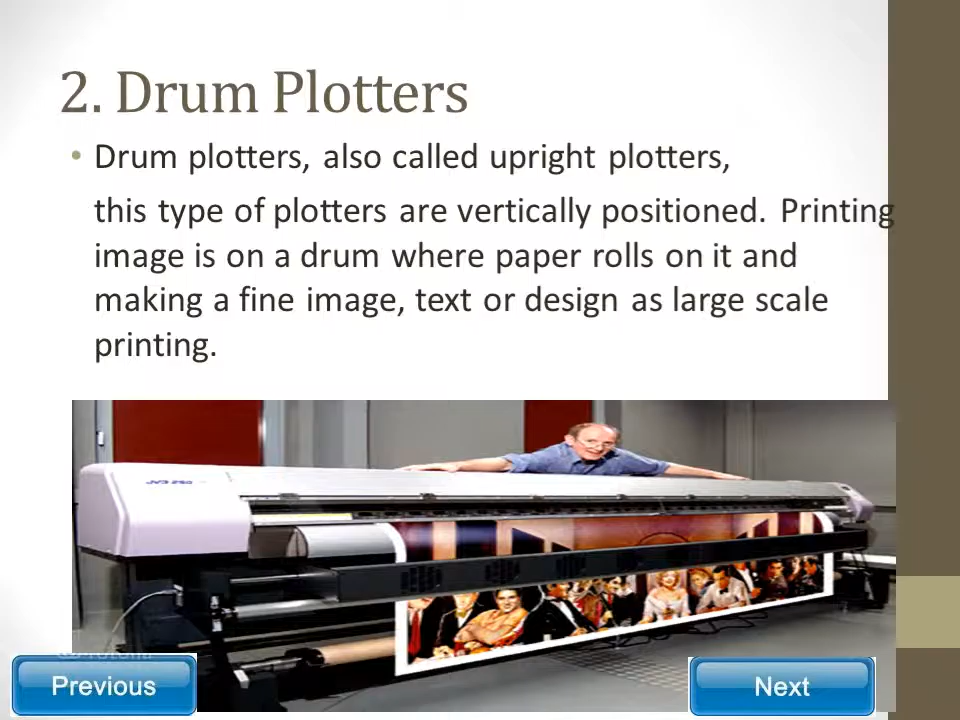 2. Drum Plotters
• Drum plotters, also called upright plotters,
this type of plotters are vertically positioned. Printing
image is on a drum where paper rolls on it and
making a fine image, text or design as large scale
printing.
Previous
Next